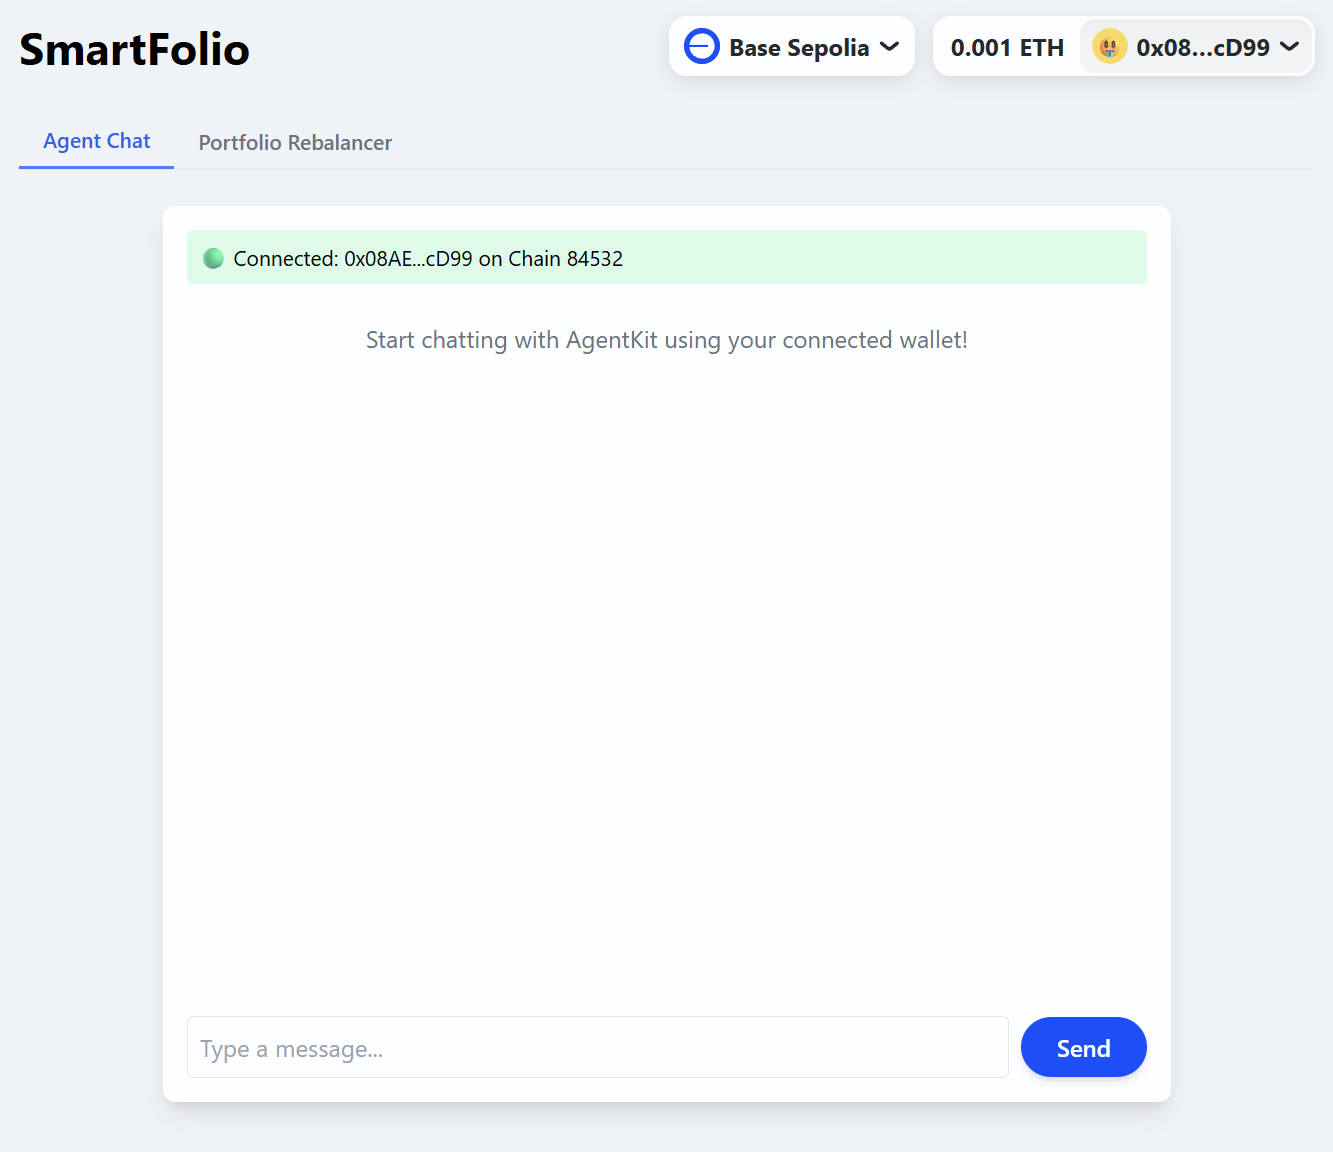 SmartFolio
Base Sepolia
0.001 ETH
0x08...cD99
Agent Chat
Portfolio Rebalancer
Connected: 0x08AE...cD99 on Chain 84532
Start chatting with AgentKit using your connected wallet!
Type a message...
Send